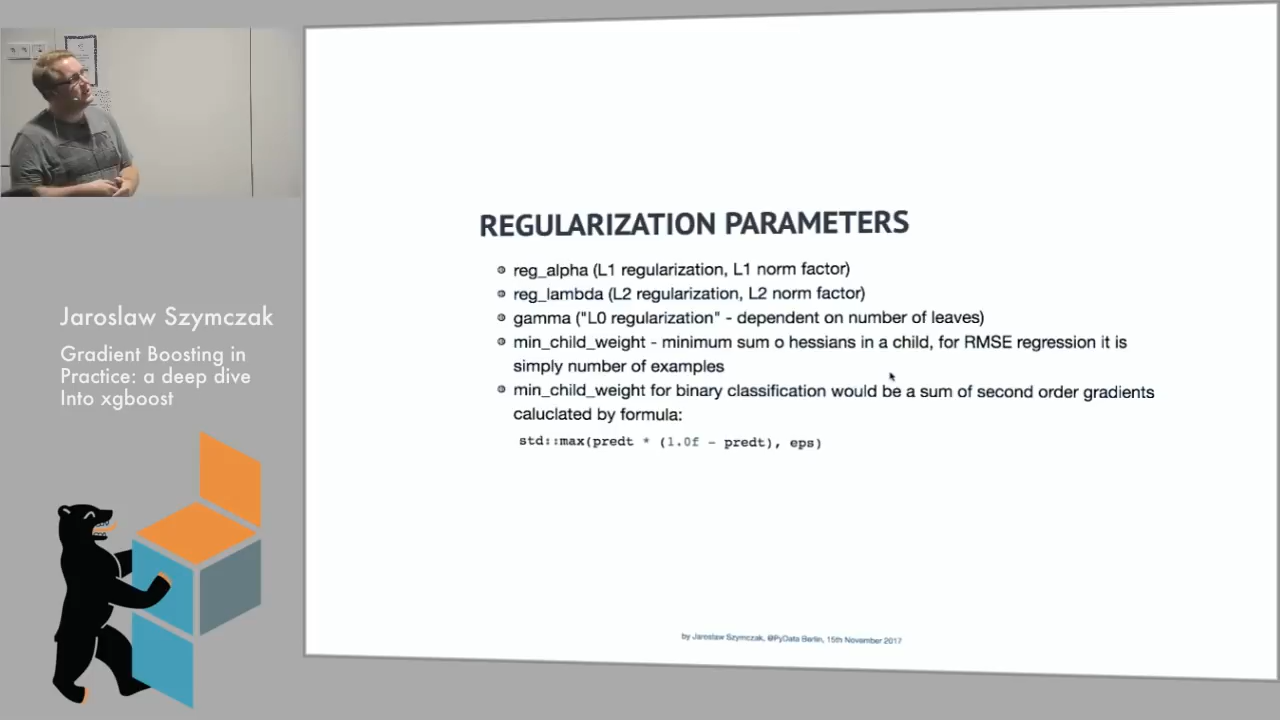 Jaroslaw Szymczak
Gradient Boosting in
Practice: a deep dive
Into xgboost
REGULARIZATION PARAMETERS
reg_alpha (L1 regularization, L1 norm factor)
reg_lambda (L2 regularization, L2 norm factor)
gamma ("L0 regularization" - dependent on number of leaves)
min_child_weight - minimum sum o hessians in a child, for RMSE regression it is
simply number of examples
min_child_weight for binary classification would be a sum of second order gradients
caluclated by formula:
std::max(predt * (1.0f - predt), eps)
by Jaroslaw Szymczak, @PyData Berlin, 15th November 2017